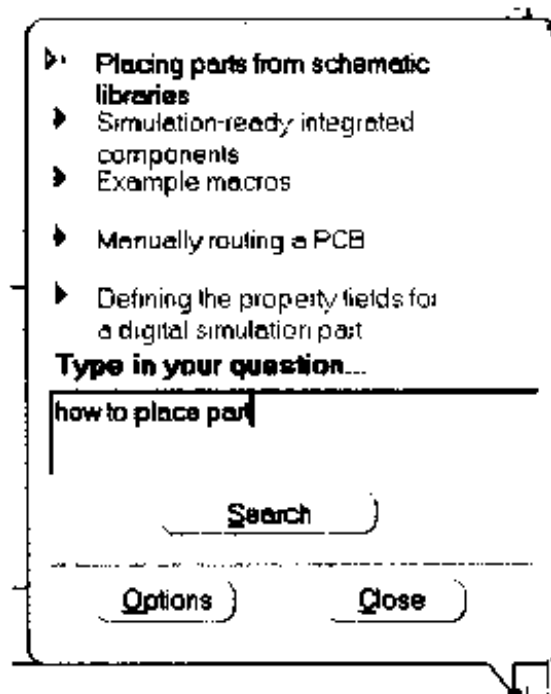 Placing parts from schematic
libraries
Simulation-ready integrated
components
Example macros
Manually routing a PCB
Defining the property fields for
a digital simulation part
Type in your question...
how to place part
Search
Options
Close